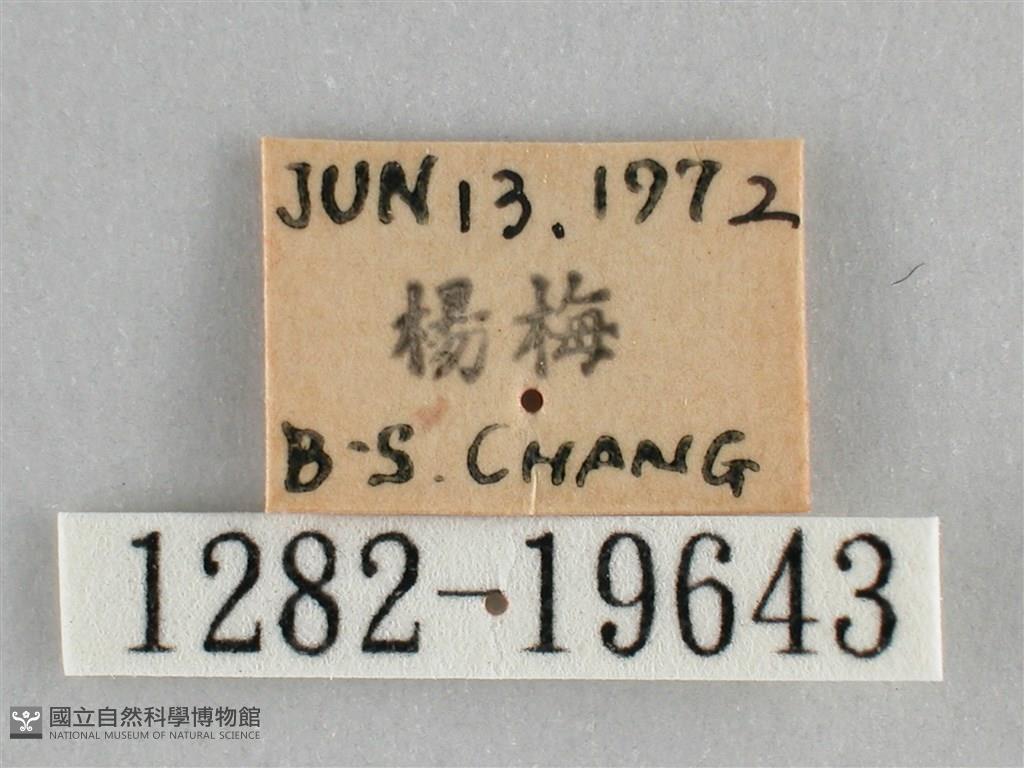 JUN 13. 1972
楊梅
B-S. CHANG
1282-19643
國立自然科學博物館
NATIONAL MUSEUM OF NATURAL SCIENCE